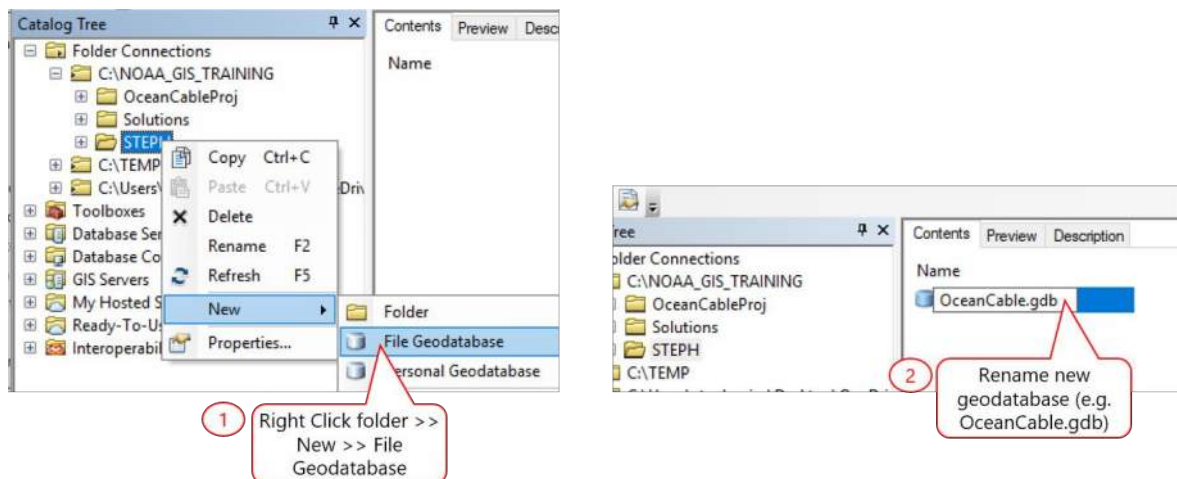 Catalog Tree
Folder Connections
C:\NOAA_GIS_TRAINING
OceanCableProj
Solutions
STEPH
C:\TEMP
C:\Users\
Driv
Toolboxes
Database Ser
Database Co
GIS Servers
My Hosted S
Ready-To-U
Interoperabil
Copy Ctrl+C
Paste Ctrl+V
Delete
Rename F2
Refresh F5
New
Properties...
Folder
File Geodatabase
Personal Geodatabase
Contents Preview Desc
Name
1
Right Click folder >>
New >> File
Geodatabase
ree
older Connections
C:\NOAA_GIS_TRAINING
OceanCableProj
Solutions
STEPH
C:\TEMP
Contents Preview Description
Name
OceanCable.gdb
2
Rename new
geodatabase (e.g.
OceanCable.gdb)